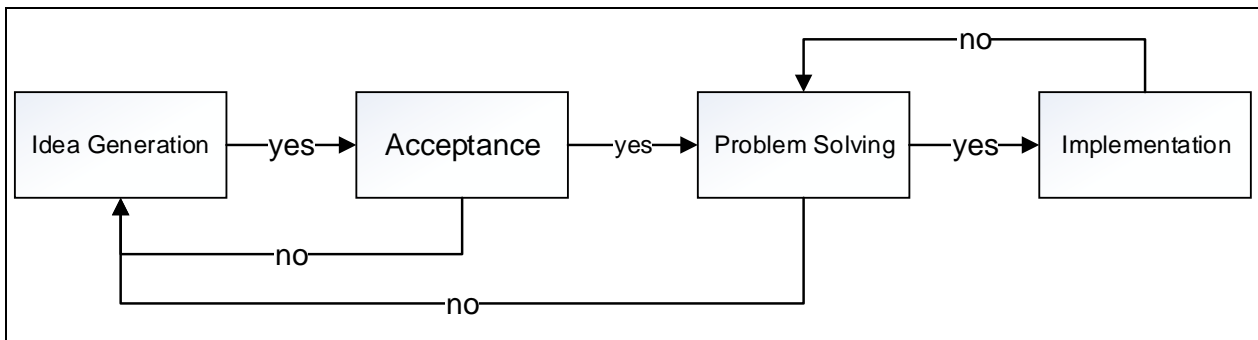 no
Idea Generation
yes
Acceptance
yes
Problem Solving
yes
Implementation
no
no